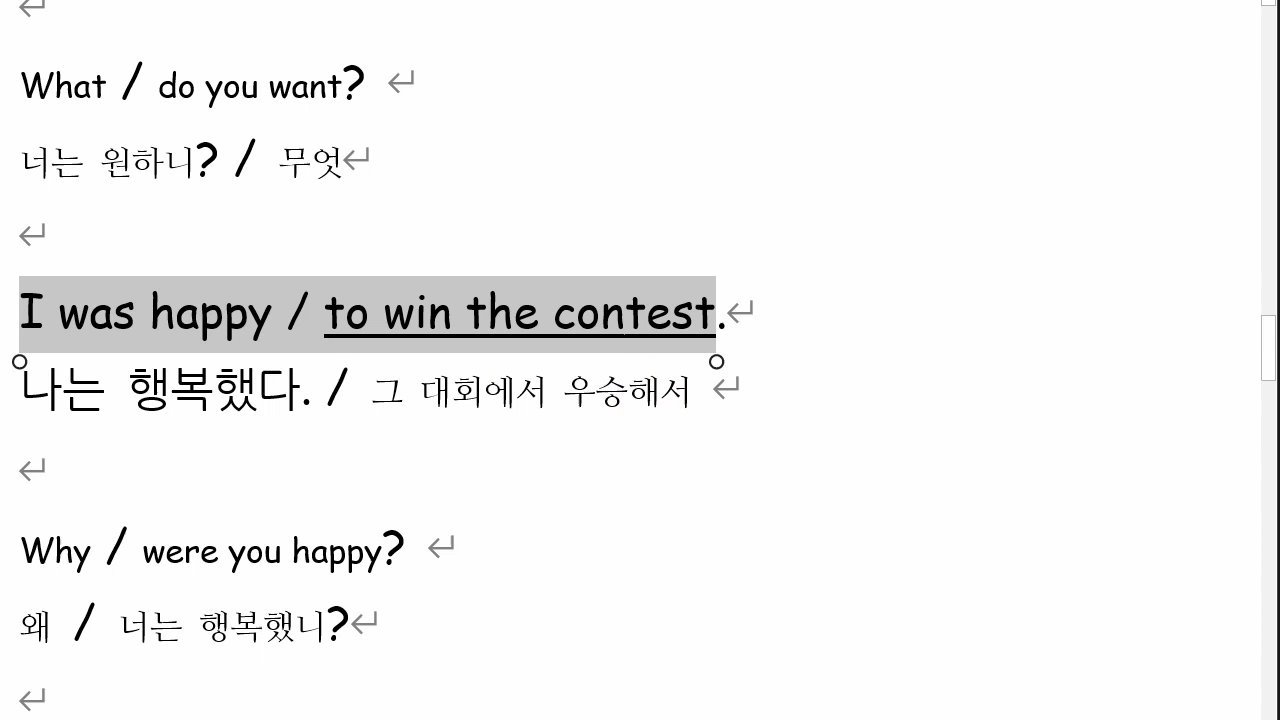 What / do you want?
너는 원하니? / 무엇
I was happy / to win the contest.
나는 행복했다. / 그 대회에서 우승해서
Why / were you happy?
왜 / 너는 행복했니?